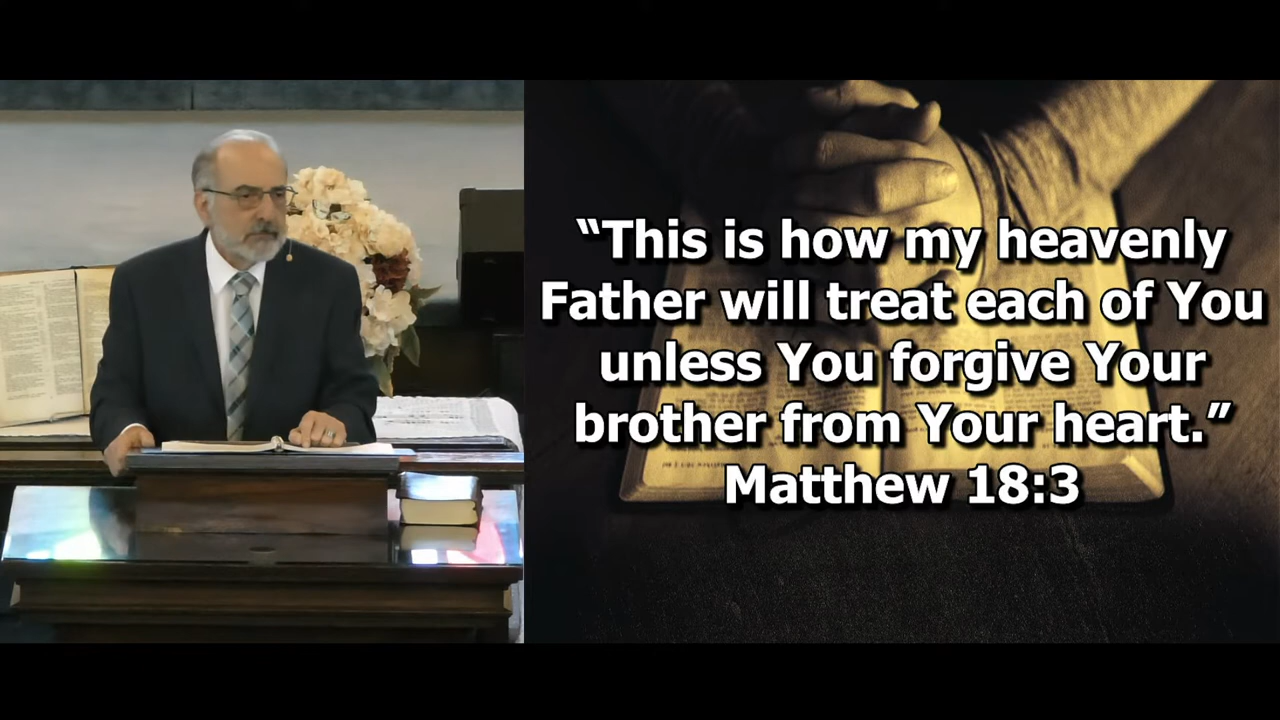 “This is how my heavenly
Father will treat each of You
unless You forgive Your
brother from Your heart.”
Matthew 18:3